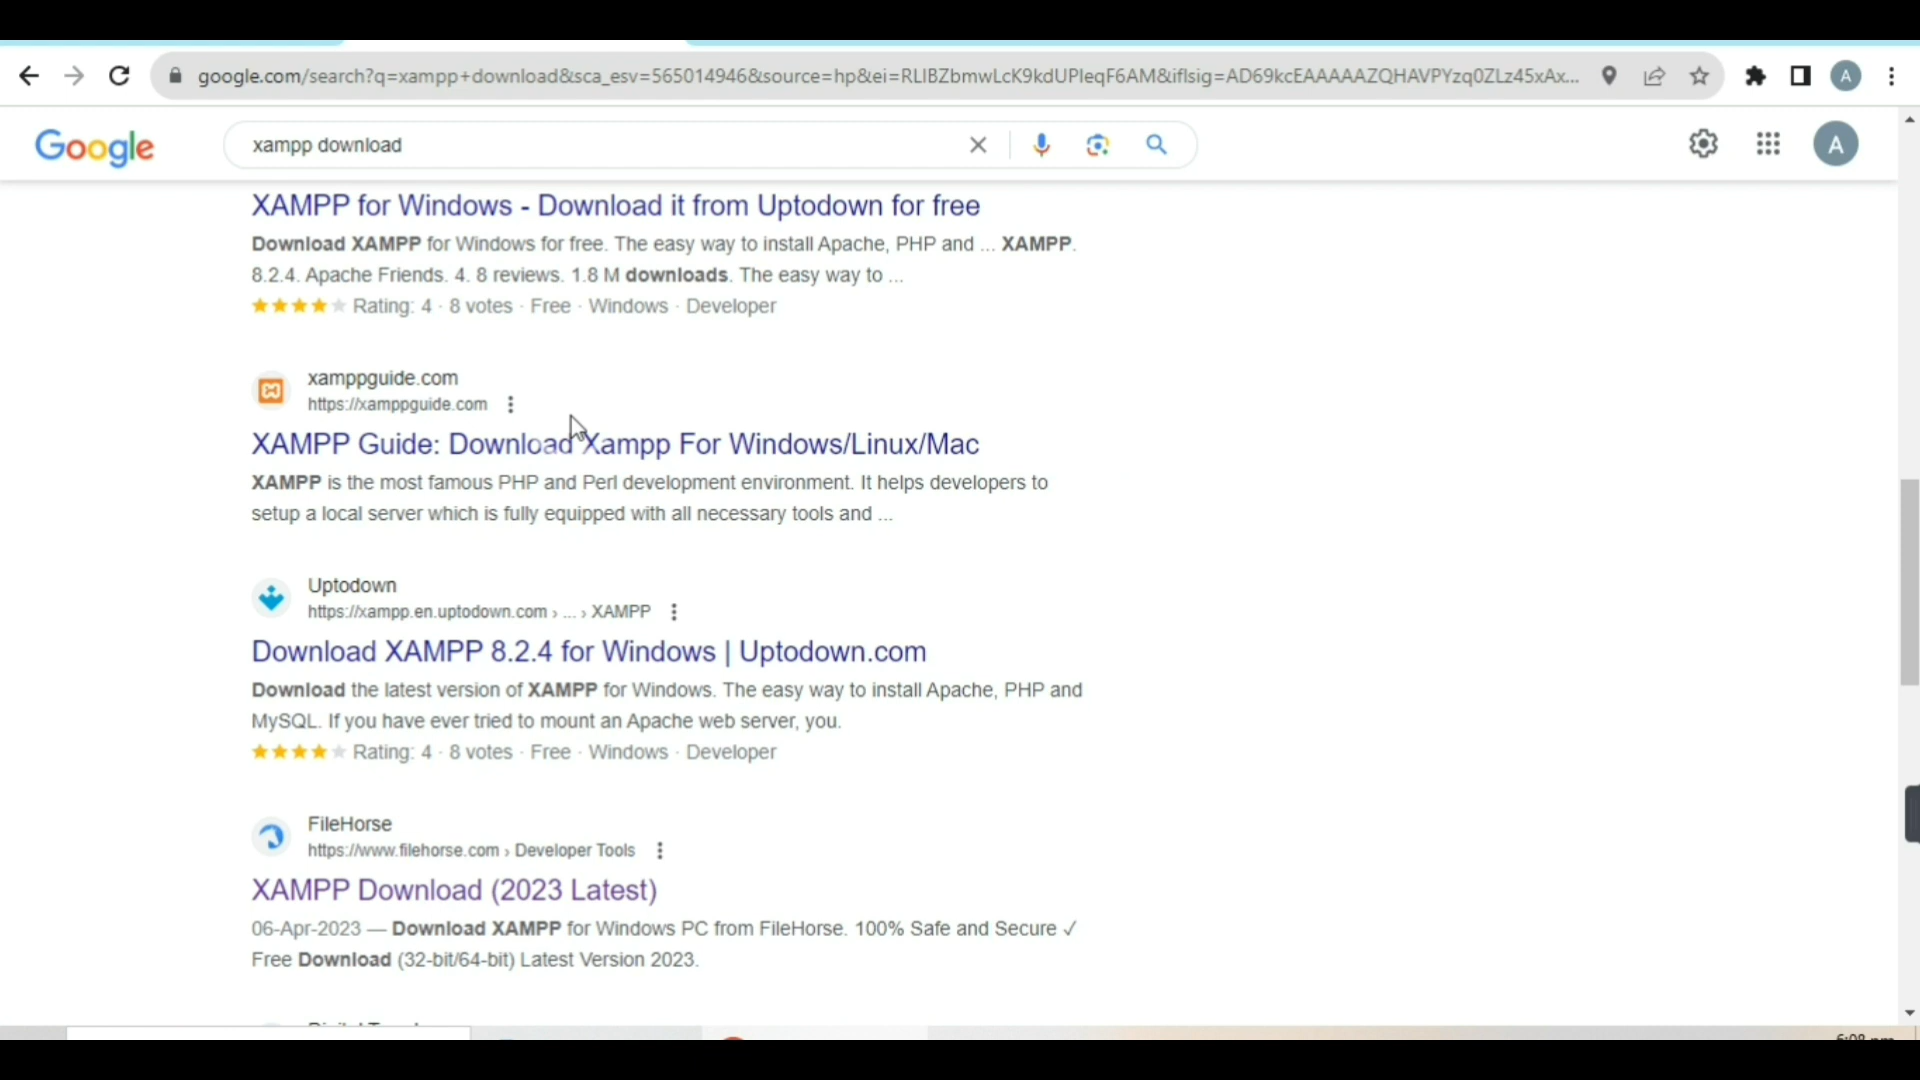 google.com/search?q=xampp+download&sca_esv=565014946&source=hp&ei=RLIBZbmwLcK9kdUPIeqF6AM&iflsig=AD69kcEAAAAAZQHAVPYzq0ZLz45xAx...
A
Google
xampp download
A
XAMPP for Windows - Download it from Uptodown for free
Download XAMPP for Windows for free. The easy way to install Apache, PHP and ... XAMPP.
8.2.4. Apache Friends. 4. 8 reviews. 1.8 M downloads. The easy way to ...
Rating: 4 · 8 votes · Free · Windows · Developer
xamppguide.com
https://xamppguide.com
XAMPP Guide: Download Xampp For Windows/Linux/Mac
XAMPP is the most famous PHP and Perl development environment. It helps developers to
setup a local server which is fully equipped with all necessary tools and ...
Uptodown
https://xampp.en.uptodown.com › ... › XAMPP
Download XAMPP 8.2.4 for Windows | Uptodown.com
Download the latest version of XAMPP for Windows. The easy way to install Apache, PHP and
MySQL. If you have ever tried to mount an Apache web server, you.
Rating: 4 · 8 votes · Free · Windows · Developer
FileHorse
https://www.filehorse.com › Developer Tools
XAMPP Download (2023 Latest)
06-Apr-2023 — Download XAMPP for Windows PC from FileHorse. 100% Safe and Secure ✓
Free Download (32-bit/64-bit) Latest Version 2023.